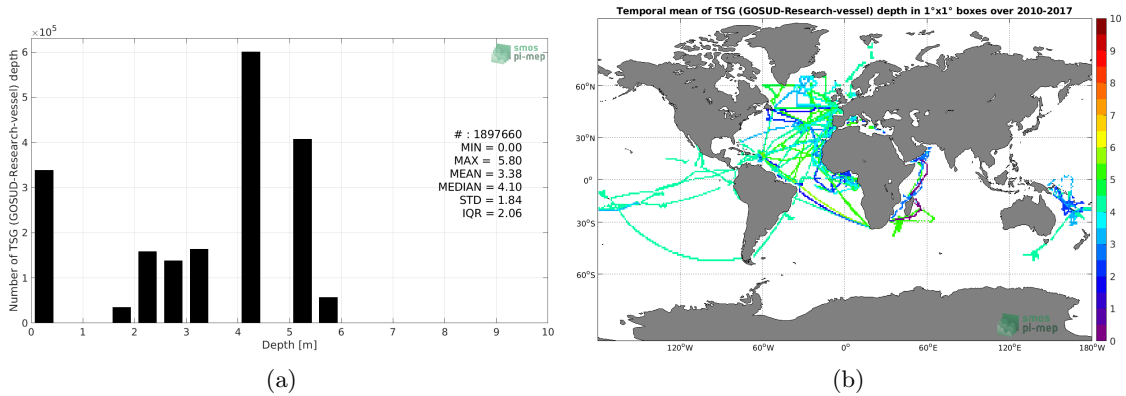 ×10⁵
6
5
4
3
2
1
0
Number of TSG (GOSUD-Research-vessel) depth
smos
pi-mep
# : 1897660
MIN = 0.00
MAX = 5.80
MEAN = 3.38
MEDIAN = 4.10
STD = 1.84
IQR = 2.06
0 1 2 3 4 5 6 7 8 9 10
Depth [m]
(a)
Temporal mean of TSG (GOSUD-Research-vessel) depth in 1°x1° boxes over 2010-2017
60°N
30°N
15°N
0°
15°S
30°S
60°S
120°W 60°W 0° 60°E 120°E 180°W
smos
pi-mep
10
9
8
7
6
5
4
3
2
1
0
(b)